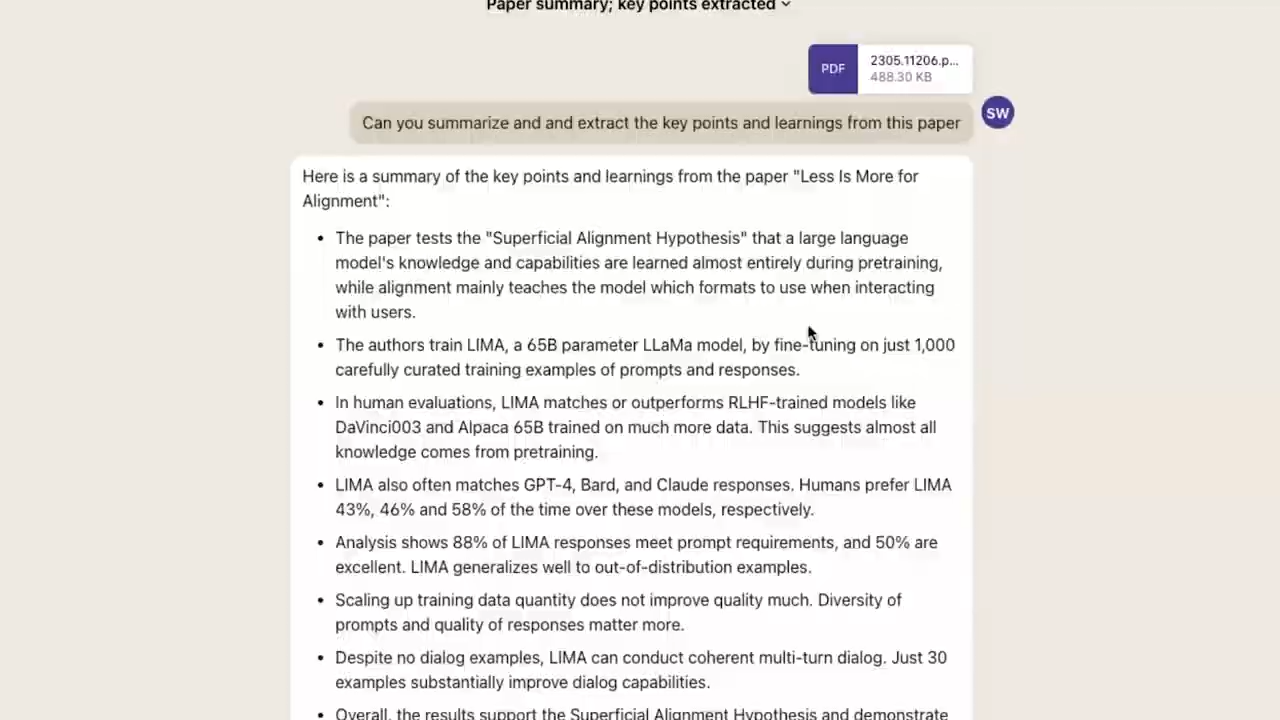 Paper summary; key points extracted
PDF
2305.11206.p...
488.30 KB
Can you summarize and and extract the key points and learnings from this paper
SW
Here is a summary of the key points and learnings from the paper "Less Is More for
Alignment":
• The paper tests the "Superficial Alignment Hypothesis" that a large language
model's knowledge and capabilities are learned almost entirely during pretraining,
while alignment mainly teaches the model which formats to use when interacting
with users.
• The authors train LIMA, a 65B parameter LLaMa model, by fine-tuning on just 1,000
carefully curated training examples of prompts and responses.
• In human evaluations, LIMA matches or outperforms RLHF-trained models like
DaVinci003 and Alpaca 65B trained on much more data. This suggests almost all
knowledge comes from pretraining.
• LIMA also often matches GPT-4, Bard, and Claude responses. Humans prefer LIMA
43%, 46% and 58% of the time over these models, respectively.
• Analysis shows 88% of LIMA responses meet prompt requirements, and 50% are
excellent. LIMA generalizes well to out-of-distribution examples.
• Scaling up training data quantity does not improve quality much. Diversity of
prompts and quality of responses matter more.
• Despite no dialog examples, LIMA can conduct coherent multi-turn dialog. Just 30
examples substantially improve dialog capabilities.
• Overall, the results support the Superficial Alignment Hypothesis and demonstrate